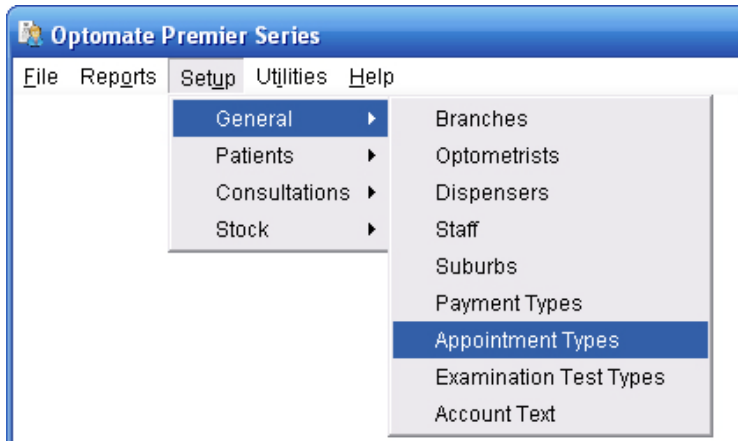 Optomate Premier Series
File Reports Setup Utilities Help
General
Patients
Consultations
Stock
Branches
Optometrists
Dispensers
Staff
Suburbs
Payment Types
Appointment Types
Examination Test Types
Account Text